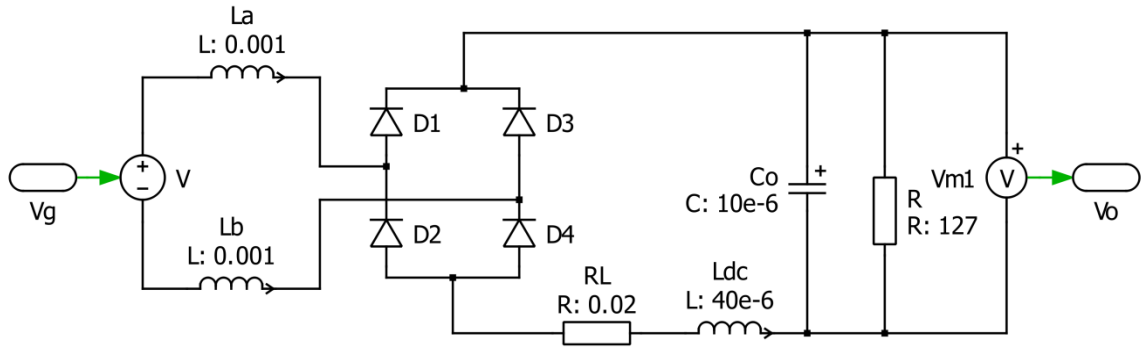 La
L: 0.001
D1
D3
+
−
V
Vg
Lb
L: 0.001
D2
D4
RL
R: 0.02
Ldc
L: 40e-6
Co
C: 10e-6
+
R
R: 127
Vm1
+
V
Vo